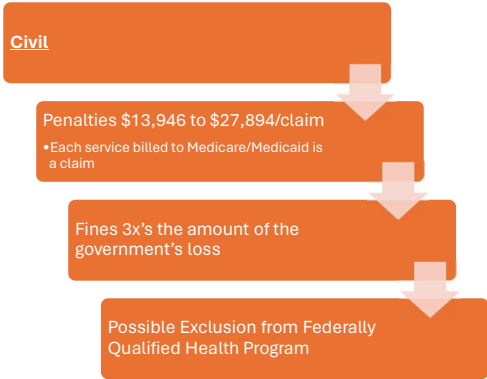 Civil
Penalties $13,946 to $27,894/claim
•Each service billed to Medicare/Medicaid is
a claim
Fines 3x's the amount of the
government's loss
Possible Exclusion from Federally
Qualified Health Program